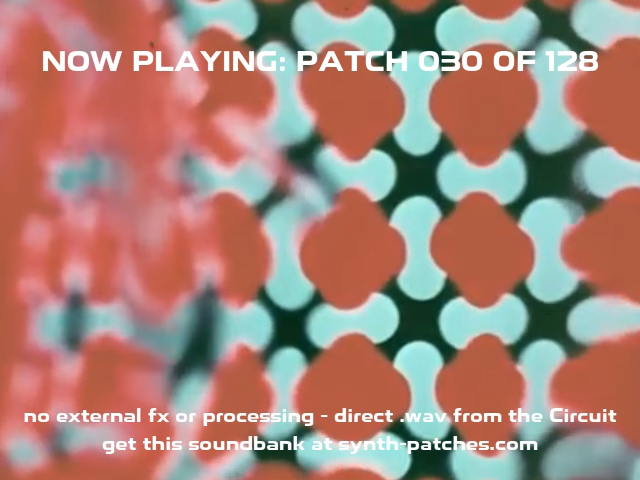 NOW PLAYING: PATCH 030 OF 128
no external fx or processing - direct .wav from the Circuit
get this soundbank at synth-patches.com